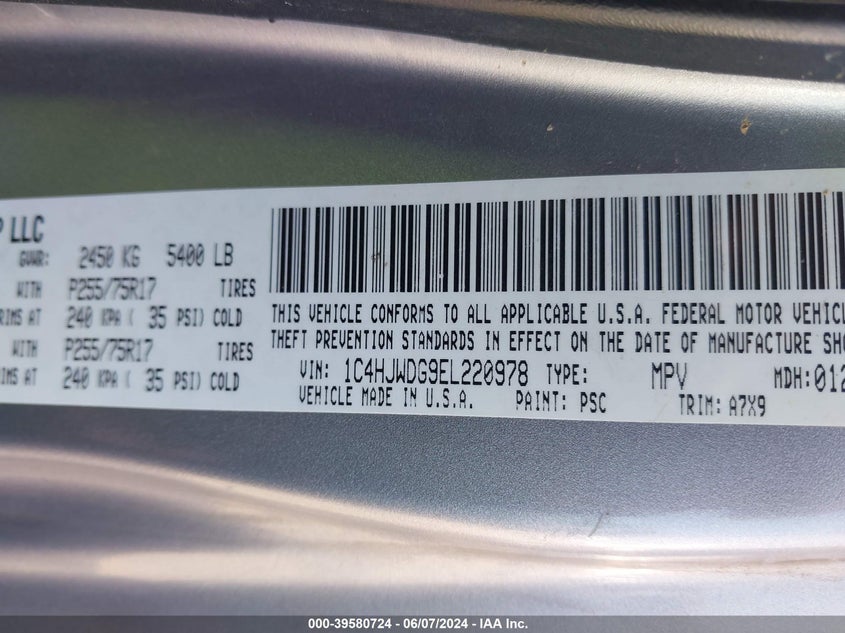 P LLC
GVWR: 2450 KG 5400 LB
WITH P255/75R17 TIRES
RIMS AT 240 KPA ( 35 PSI) COLD
WITH P255/75R17 TIRES
RIMS AT 240 KPA ( 35 PSI) COLD
THIS VEHICLE CONFORMS TO ALL APPLICABLE U.S.A. FEDERAL MOTOR VEHICL
THEFT PREVENTION STANDARDS IN EFFECT ON THE DATE OF MANUFACTURE SHO
VIN: 1C4HJWDG9EL220978 TYPE: MPV MDH:012
VEHICLE MADE IN U.S.A. PAINT: PSC TRIM: A7X9
000-39580724 - 06/07/2024 - IAA Inc.